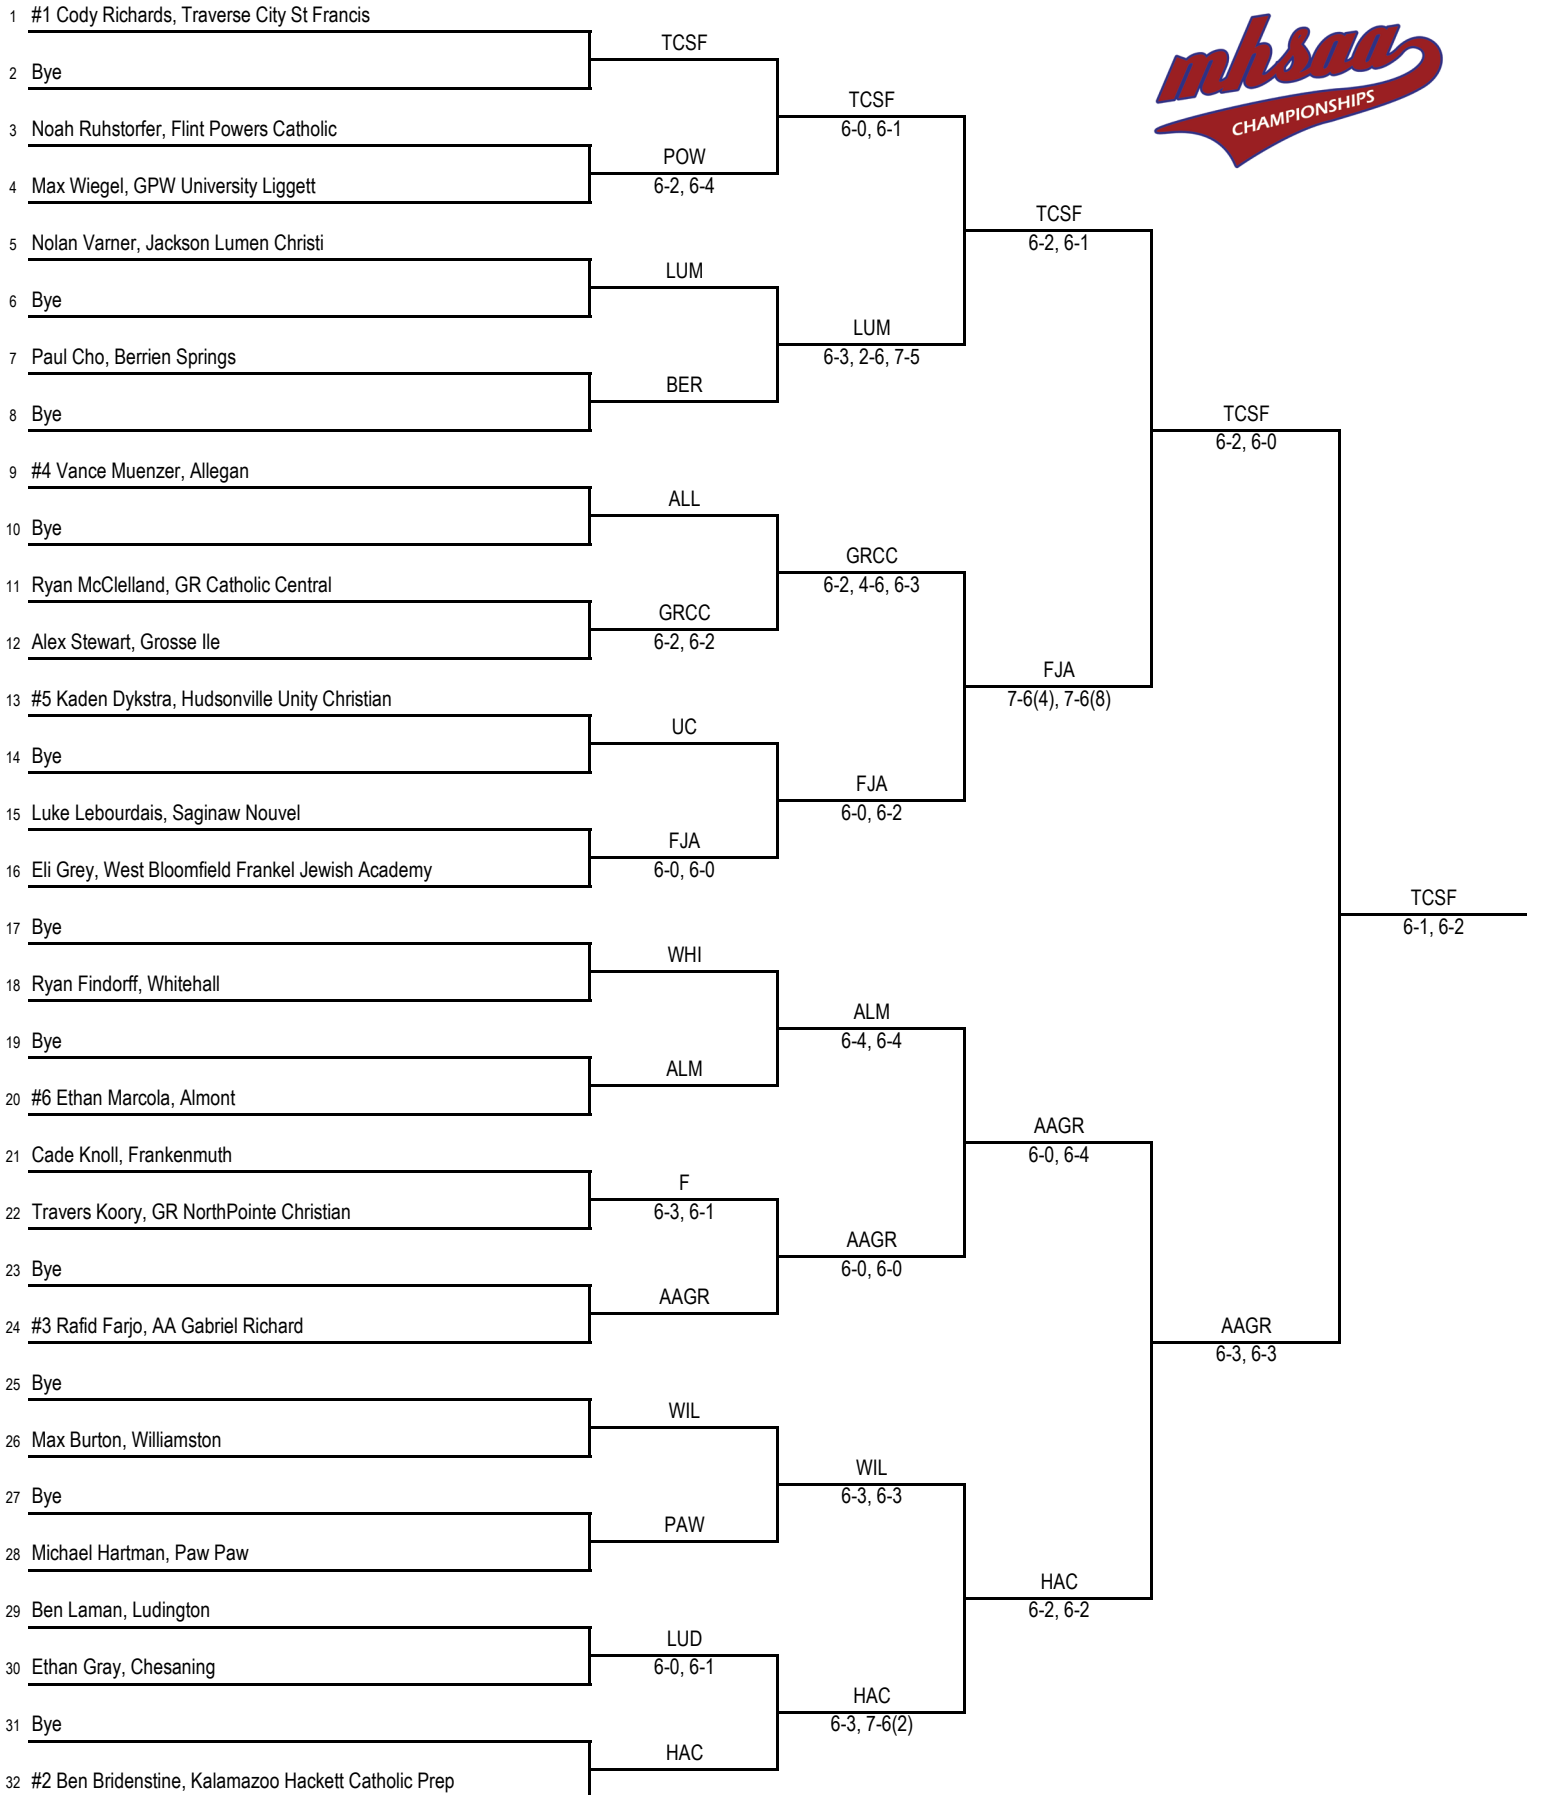 1 #1 Cody Richards, Traverse City St Francis
TCSF
2 Bye
TCSF
6-0, 6-1
3 Noah Ruhstorfer, Flint Powers Catholic
POW
6-2, 6-4
4 Max Wiegel, GPW University Liggett
TCSF
6-2, 6-1
5 Nolan Varner, Jackson Lumen Christi
LUM
6 Bye
LUM
6-3, 2-6, 7-5
7 Paul Cho, Berrien Springs
BER
8 Bye
TCSF
6-2, 6-0
9 #4 Vance Muenzer, Allegan
ALL
10 Bye
GRCC
6-2, 4-6, 6-3
11 Ryan McClelland, GR Catholic Central
GRCC
6-2, 6-2
12 Alex Stewart, Grosse Ile
FJA
7-6(4), 7-6(8)
13 #5 Kaden Dykstra, Hudsonville Unity Christian
UC
14 Bye
FJA
6-0, 6-2
15 Luke Lebourdais, Saginaw Nouvel
FJA
6-0, 6-0
16 Eli Grey, West Bloomfield Frankel Jewish Academy
TCSF
6-1, 6-2
17 Bye
WHI
18 Ryan Findorff, Whitehall
ALM
6-4, 6-4
19 Bye
ALM
20 #6 Ethan Marcola, Almont
AAGR
6-0, 6-4
21 Cade Knoll, Frankenmuth
F
6-3, 6-1
22 Travers Koory, GR NorthPointe Christian
AAGR
6-0, 6-0
23 Bye
AAGR
24 #3 Rafid Farjo, AA Gabriel Richard
AAGR
6-3, 6-3
25 Bye
WIL
26 Max Burton, Williamston
WIL
6-3, 6-3
27 Bye
PAW
28 Michael Hartman, Paw Paw
HAC
6-2, 6-2
29 Ben Laman, Ludington
LUD
6-0, 6-1
30 Ethan Gray, Chesaning
HAC
6-3, 7-6(2)
31 Bye
HAC
32 #2 Ben Bridenstine, Kalamazoo Hackett Catholic Prep
mhsaa
CHAMPIONSHIPS